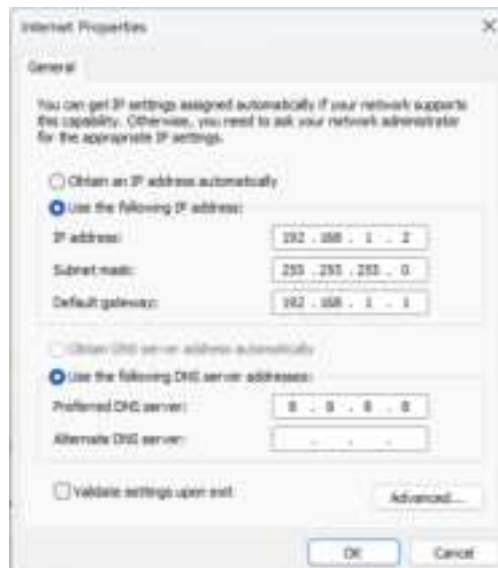 Internet Properties
General
You can get IP settings assigned automatically if your network supports
this capability. Otherwise, you need to ask your network administrator
for the appropriate IP settings.
Obtain an IP address automatically
Use the following IP address:
IP address: 192 . 168 . 1 . 2
Subnet mask: 255 . 255 . 255 . 0
Default gateway: 192 . 168 . 1 . 1
Obtain DNS server address automatically
Use the following DNS server addresses:
Preferred DNS server: 8 . 8 . 8 . 8
Alternate DNS server: . . .
Validate settings upon exit
Advanced...
OK Cancel